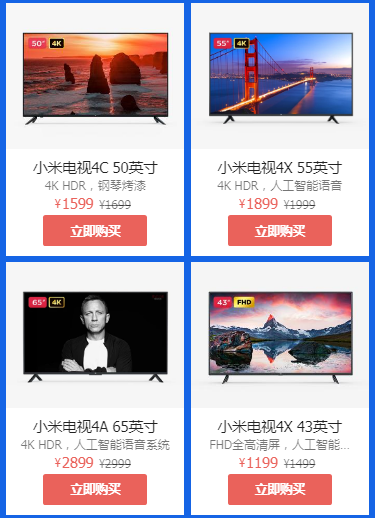 50" 4K
小米电视4C 50英寸
4K HDR，钢琴烤漆
¥1599 ¥1699
立即购买
55" 4K
小米电视4X 55英寸
4K HDR，人工智能语音
¥1899 ¥1999
立即购买
65" 4K
小米电视4A 65英寸
4K HDR，人工智能语音系统
¥2899 ¥2999
立即购买
43" FHD
小米电视4X 43英寸
FHD全高清屏，人工智能...
¥1199 ¥1499
立即购买